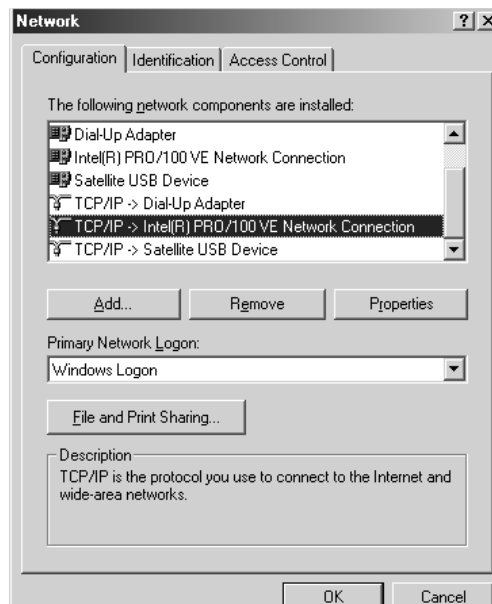 Network
Configuration Identification Access Control
The following network components are installed:
Dial-Up Adapter
Intel(R) PRO/100 VE Network Connection
Satellite USB Device
TCP/IP -> Dial-Up Adapter
TCP/IP -> Intel(R) PRO/100 VE Network Connection
TCP/IP -> Satellite USB Device
Add... Remove Properties
Primary Network Logon:
Windows Logon
File and Print Sharing...
Description
TCP/IP is the protocol you use to connect to the Internet and
wide-area networks.
OK Cancel